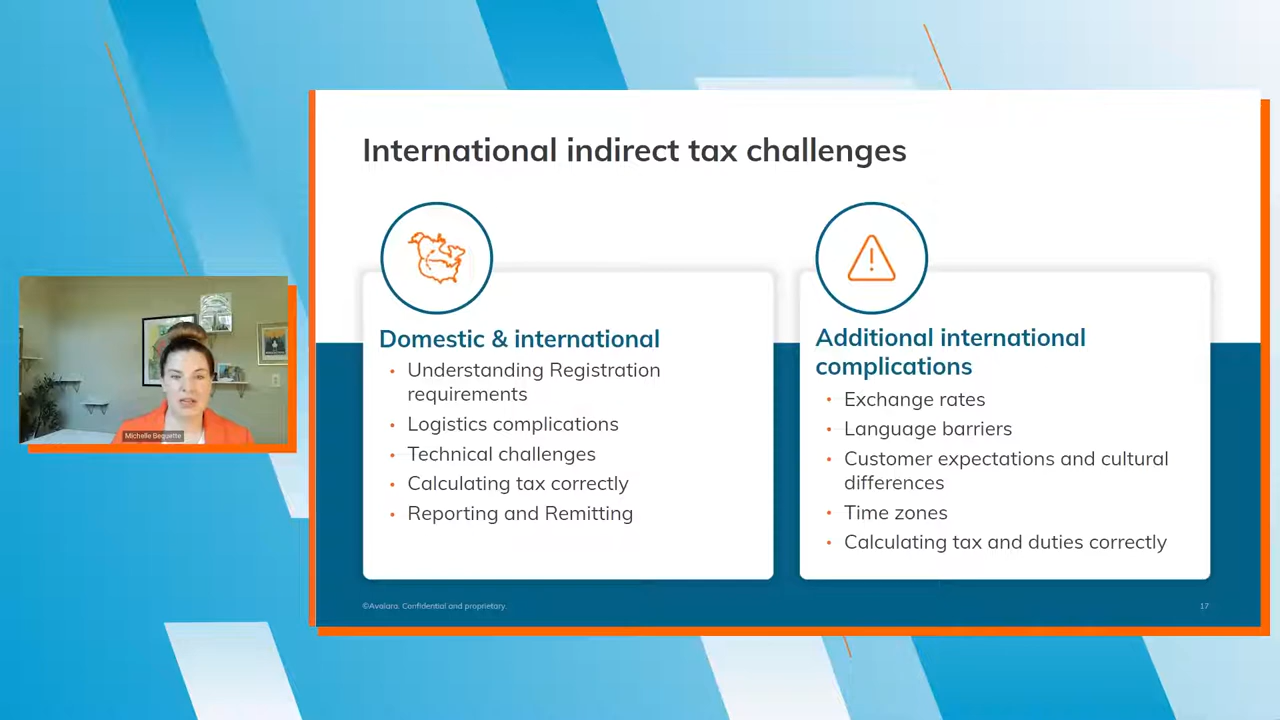 International indirect tax challenges
Domestic & international
• Understanding Registration
requirements
• Logistics complications
• Technical challenges
• Calculating tax correctly
• Reporting and Remitting
Additional international
complications
• Exchange rates
• Language barriers
• Customer expectations and cultural
differences
• Time zones
• Calculating tax and duties correctly
Michelle Bequette
©Avalara. Confidential and proprietary.
17